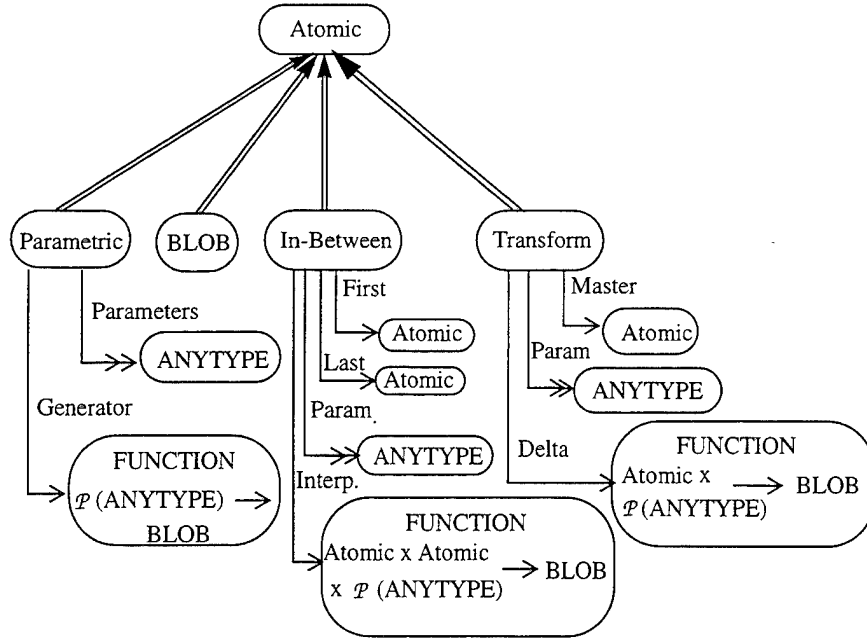 Atomic
Parametric
BLOB
In-Between
Transform
First
Master
Parameters
Atomic
Atomic
ANYTYPE
Last
Param
Atomic
ANYTYPE
Generator
Param.
ANYTYPE
Delta
Interp.
FUNCTION
𝒫 (ANYTYPE) →
BLOB
FUNCTION
Atomic x Atomic
x 𝒫 (ANYTYPE)
→ BLOB
FUNCTION
Atomic x
𝒫 (ANYTYPE)
→ BLOB